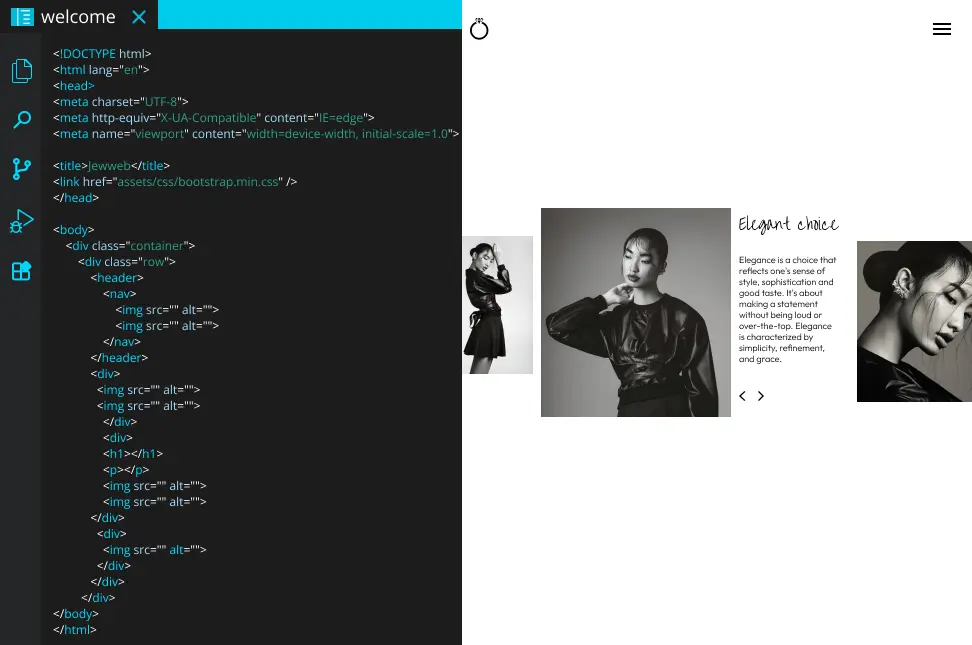 welcome
<!DOCTYPE html>
<html lang="en">
<head>
<meta charset="UTF-8">
<meta http-equiv="X-UA-Compatible" content="IE=edge">
<meta name="viewport" content="width=device-width, initial-scale=1.0">
<title>Jewweb</title>
<link href="assets/css/bootstrap.min.css" />
</head>
<body>
<div class="container">
<div class="row">
<header>
<nav>
<img src="" alt="">
<img src="" alt="">
</nav>
</header>
<div>
<img src="" alt="">
<img src="" alt="">
</div>
<div>
<h1></h1>
<p></p>
<img src="" alt="">
<img src="" alt="">
</div>
<div>
<img src="" alt="">
</div>
</div>
</div>
</body>
</html>
Elegant choice
Elegance is a choice that
reflects one's sense of
style, sophistication and
good taste. It's about
making a statement
without being loud or
over-the-top. Elegance
is characterized by
simplicity, refinement,
and grace.